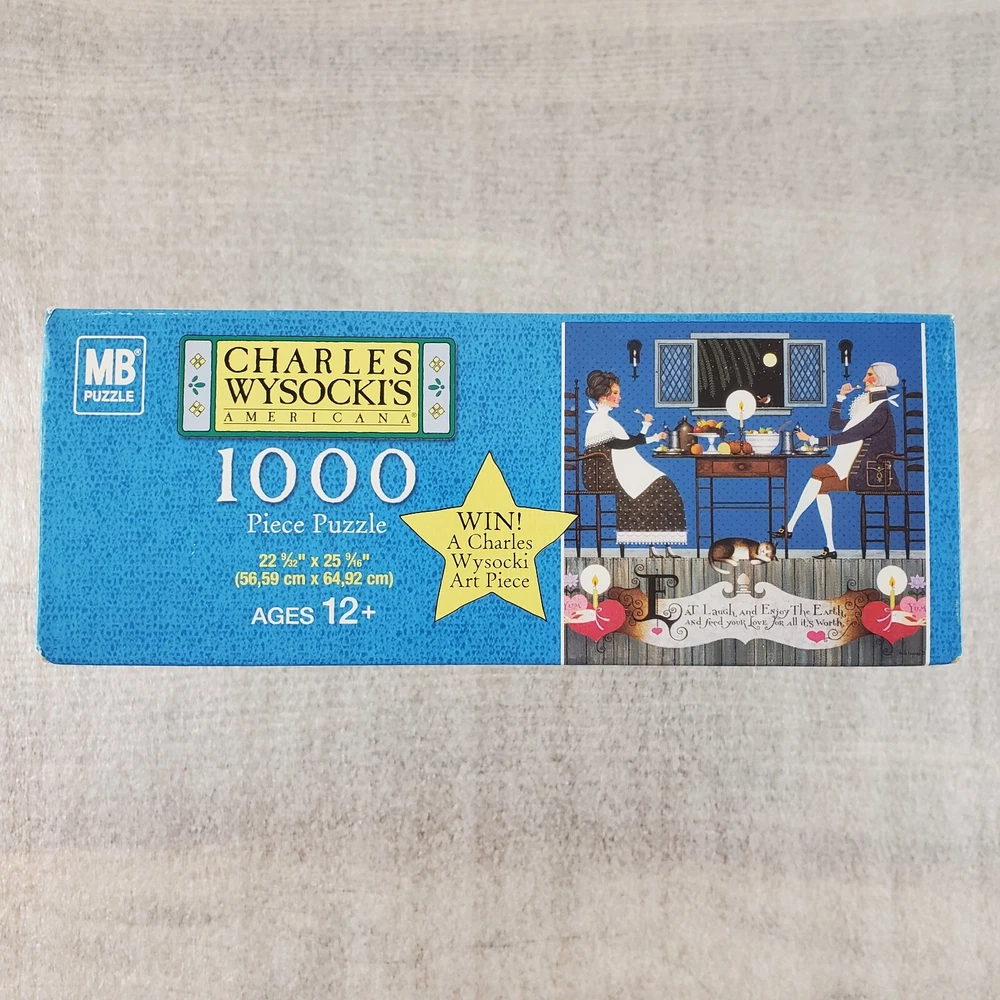 MB®
PUZZLE
CHARLES
WYSOCKI'S
AMERICANA®
1000
Piece Puzzle
22 9/32" x 25 9/16"
(56,59 cm x 64,92 cm)
AGES 12+
WIN!
A Charles
Wysocki
Art Piece
EAT Laugh, and Enjoy The Earth,
and feed your Love for all it's Worth,
Yum
Yum